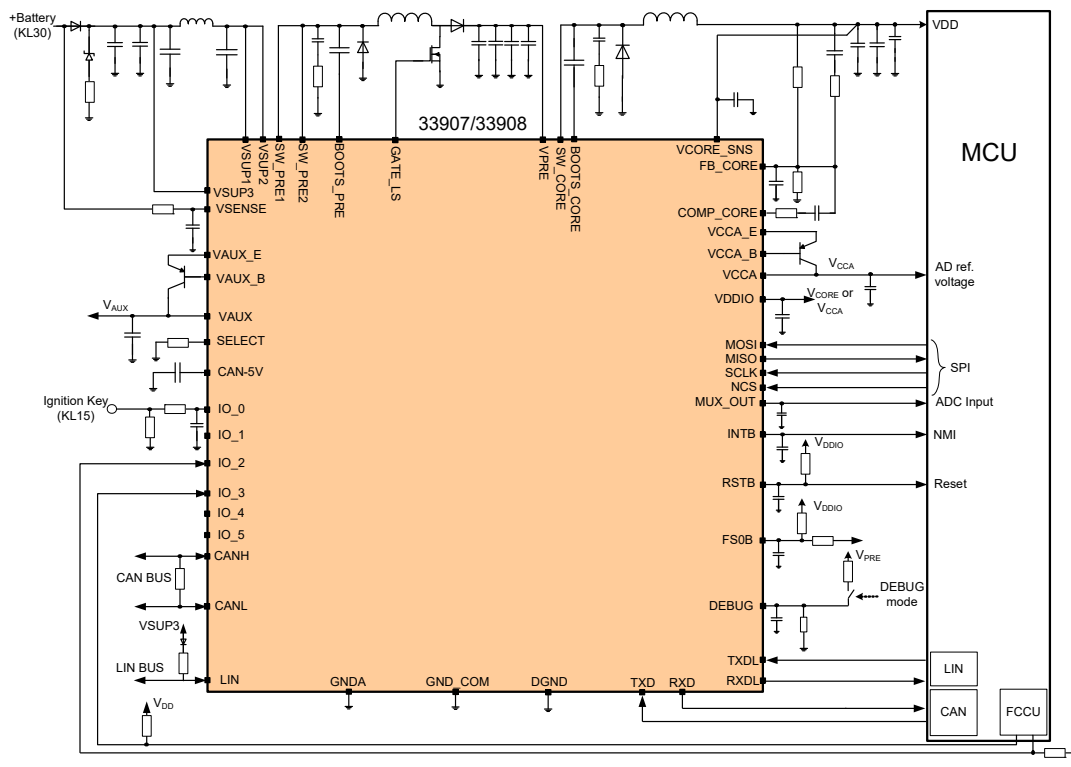 +Battery
(KL30)
VDD
33907/33908
MCU
VSUP1
VSUP2
SW_PRE1
SW_PRE2
BOOTS_PRE
GATE_LS
VPRE
SW_CORE
BOOTS_CORE
VCORE_SNS
FB_CORE
COMP_CORE
VCCA_E
VCCA_B
VCCA
VCCA
AD ref.
voltage
VDDIO
VCORE or
VCCA
MOSI
MISO
SCLK
NCS
SPI
MUX_OUT
ADC Input
INTB
NMI
VDDIO
RSTB
Reset
VDDIO
FS0B
VPRE
DEBUG
DEBUG
mode
TXDL
RXDL
LIN
CAN
FCCU
VSUP3
VSENSE
VAUX_E
VAUX_B
VAUX
VAUX
SELECT
CAN-5V
Ignition Key
(KL15)
IO_0
IO_1
IO_2
IO_3
IO_4
IO_5
CANH
CAN BUS
CANL
VSUP3
LIN BUS
LIN
VDD
GNDA
GND_COM
DGND
TXD
RXD